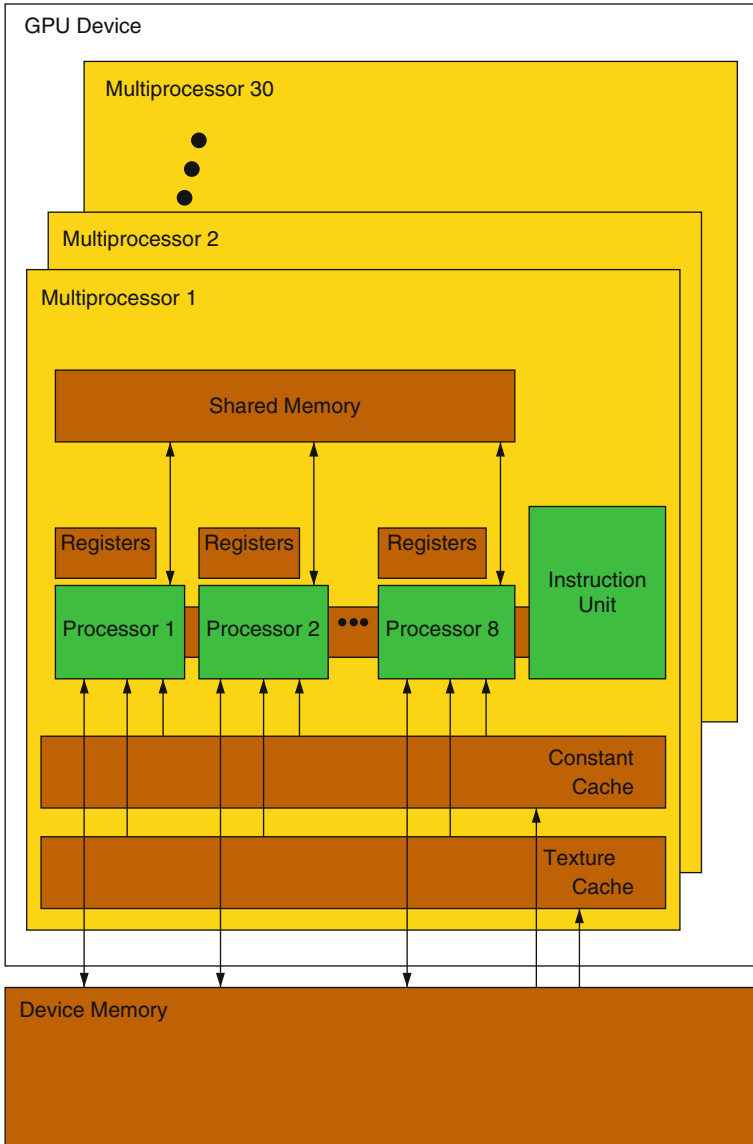 GPU Device
Multiprocessor 30
Multiprocessor 2
Multiprocessor 1
Shared Memory
Registers
Registers
Registers
Instruction
Unit
Processor 1
Processor 2
Processor 8
Constant
Cache
Texture
Cache
Device Memory